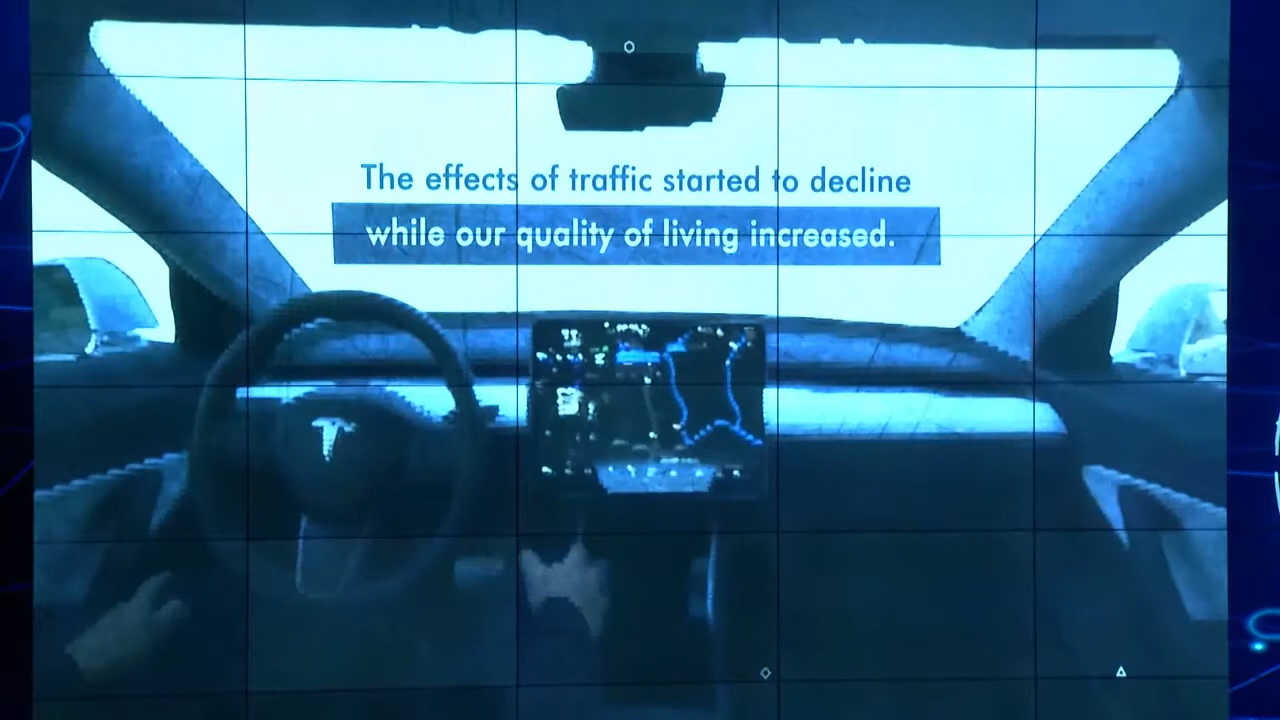 The effects of traffic started to decline
while our quality of living increased.